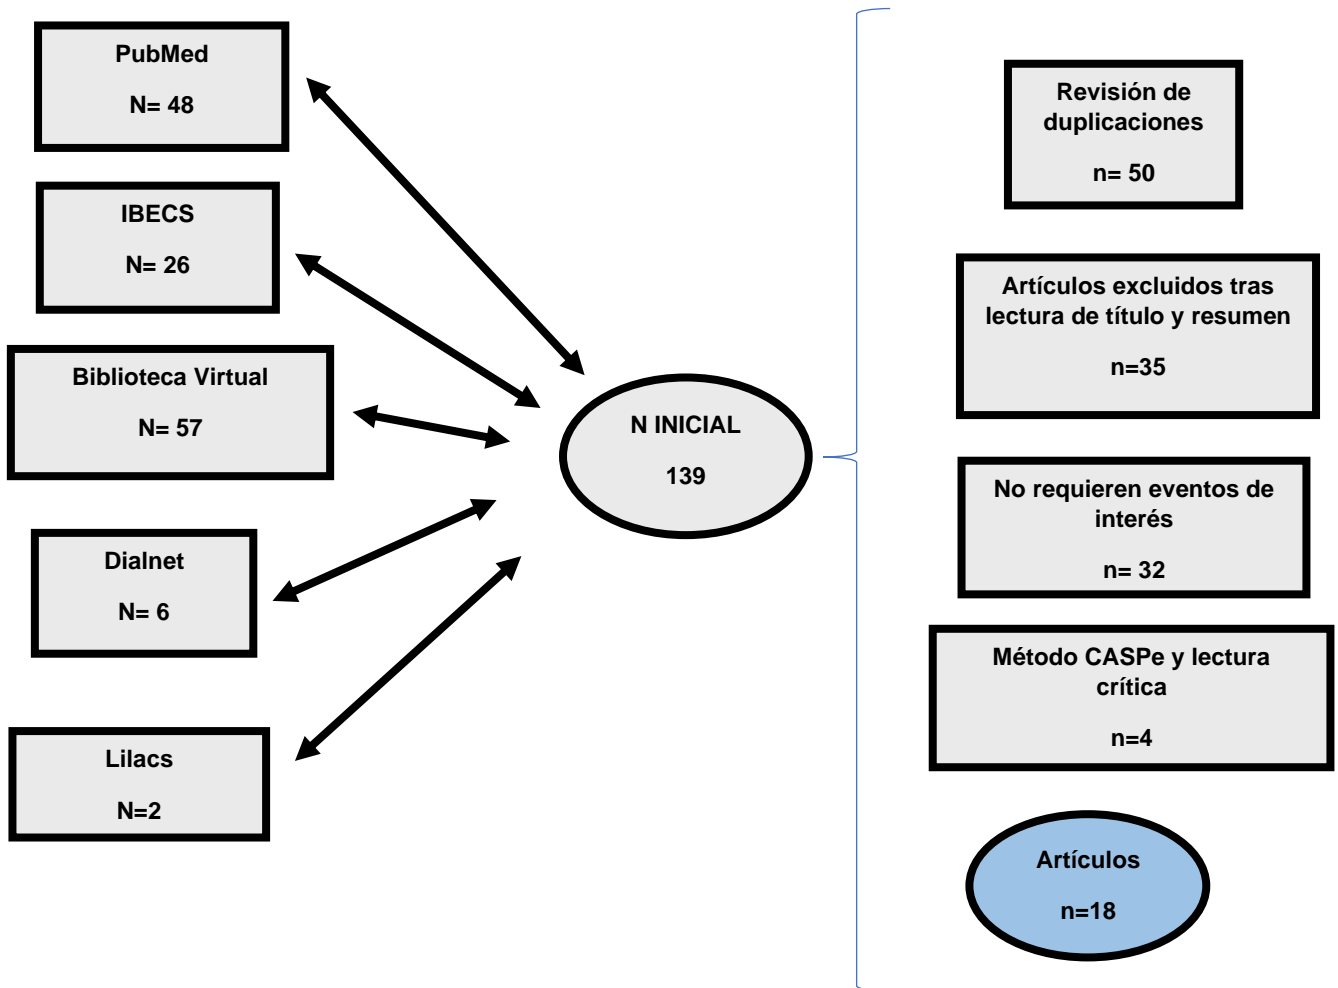 PubMed
N= 48
IBECS
N= 26
Biblioteca Virtual
N= 57
Dialnet
N= 6
Lilacs
N=2
N INICIAL
139
Revisión de
duplicaciones
n= 50
Artículos excluidos tras
lectura de título y resumen
n=35
No requieren eventos de
interés
n= 32
Método CASPe y lectura
crítica
n=4
Artículos
n=18